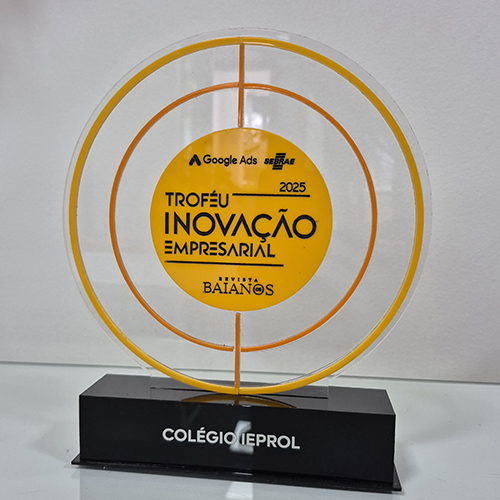 Google Ads SEBRAE
2025
TROFÉU
INOVAÇÃO
EMPRESARIAL
REVISTA
BAIANOS
COLÉGIO IEPROL